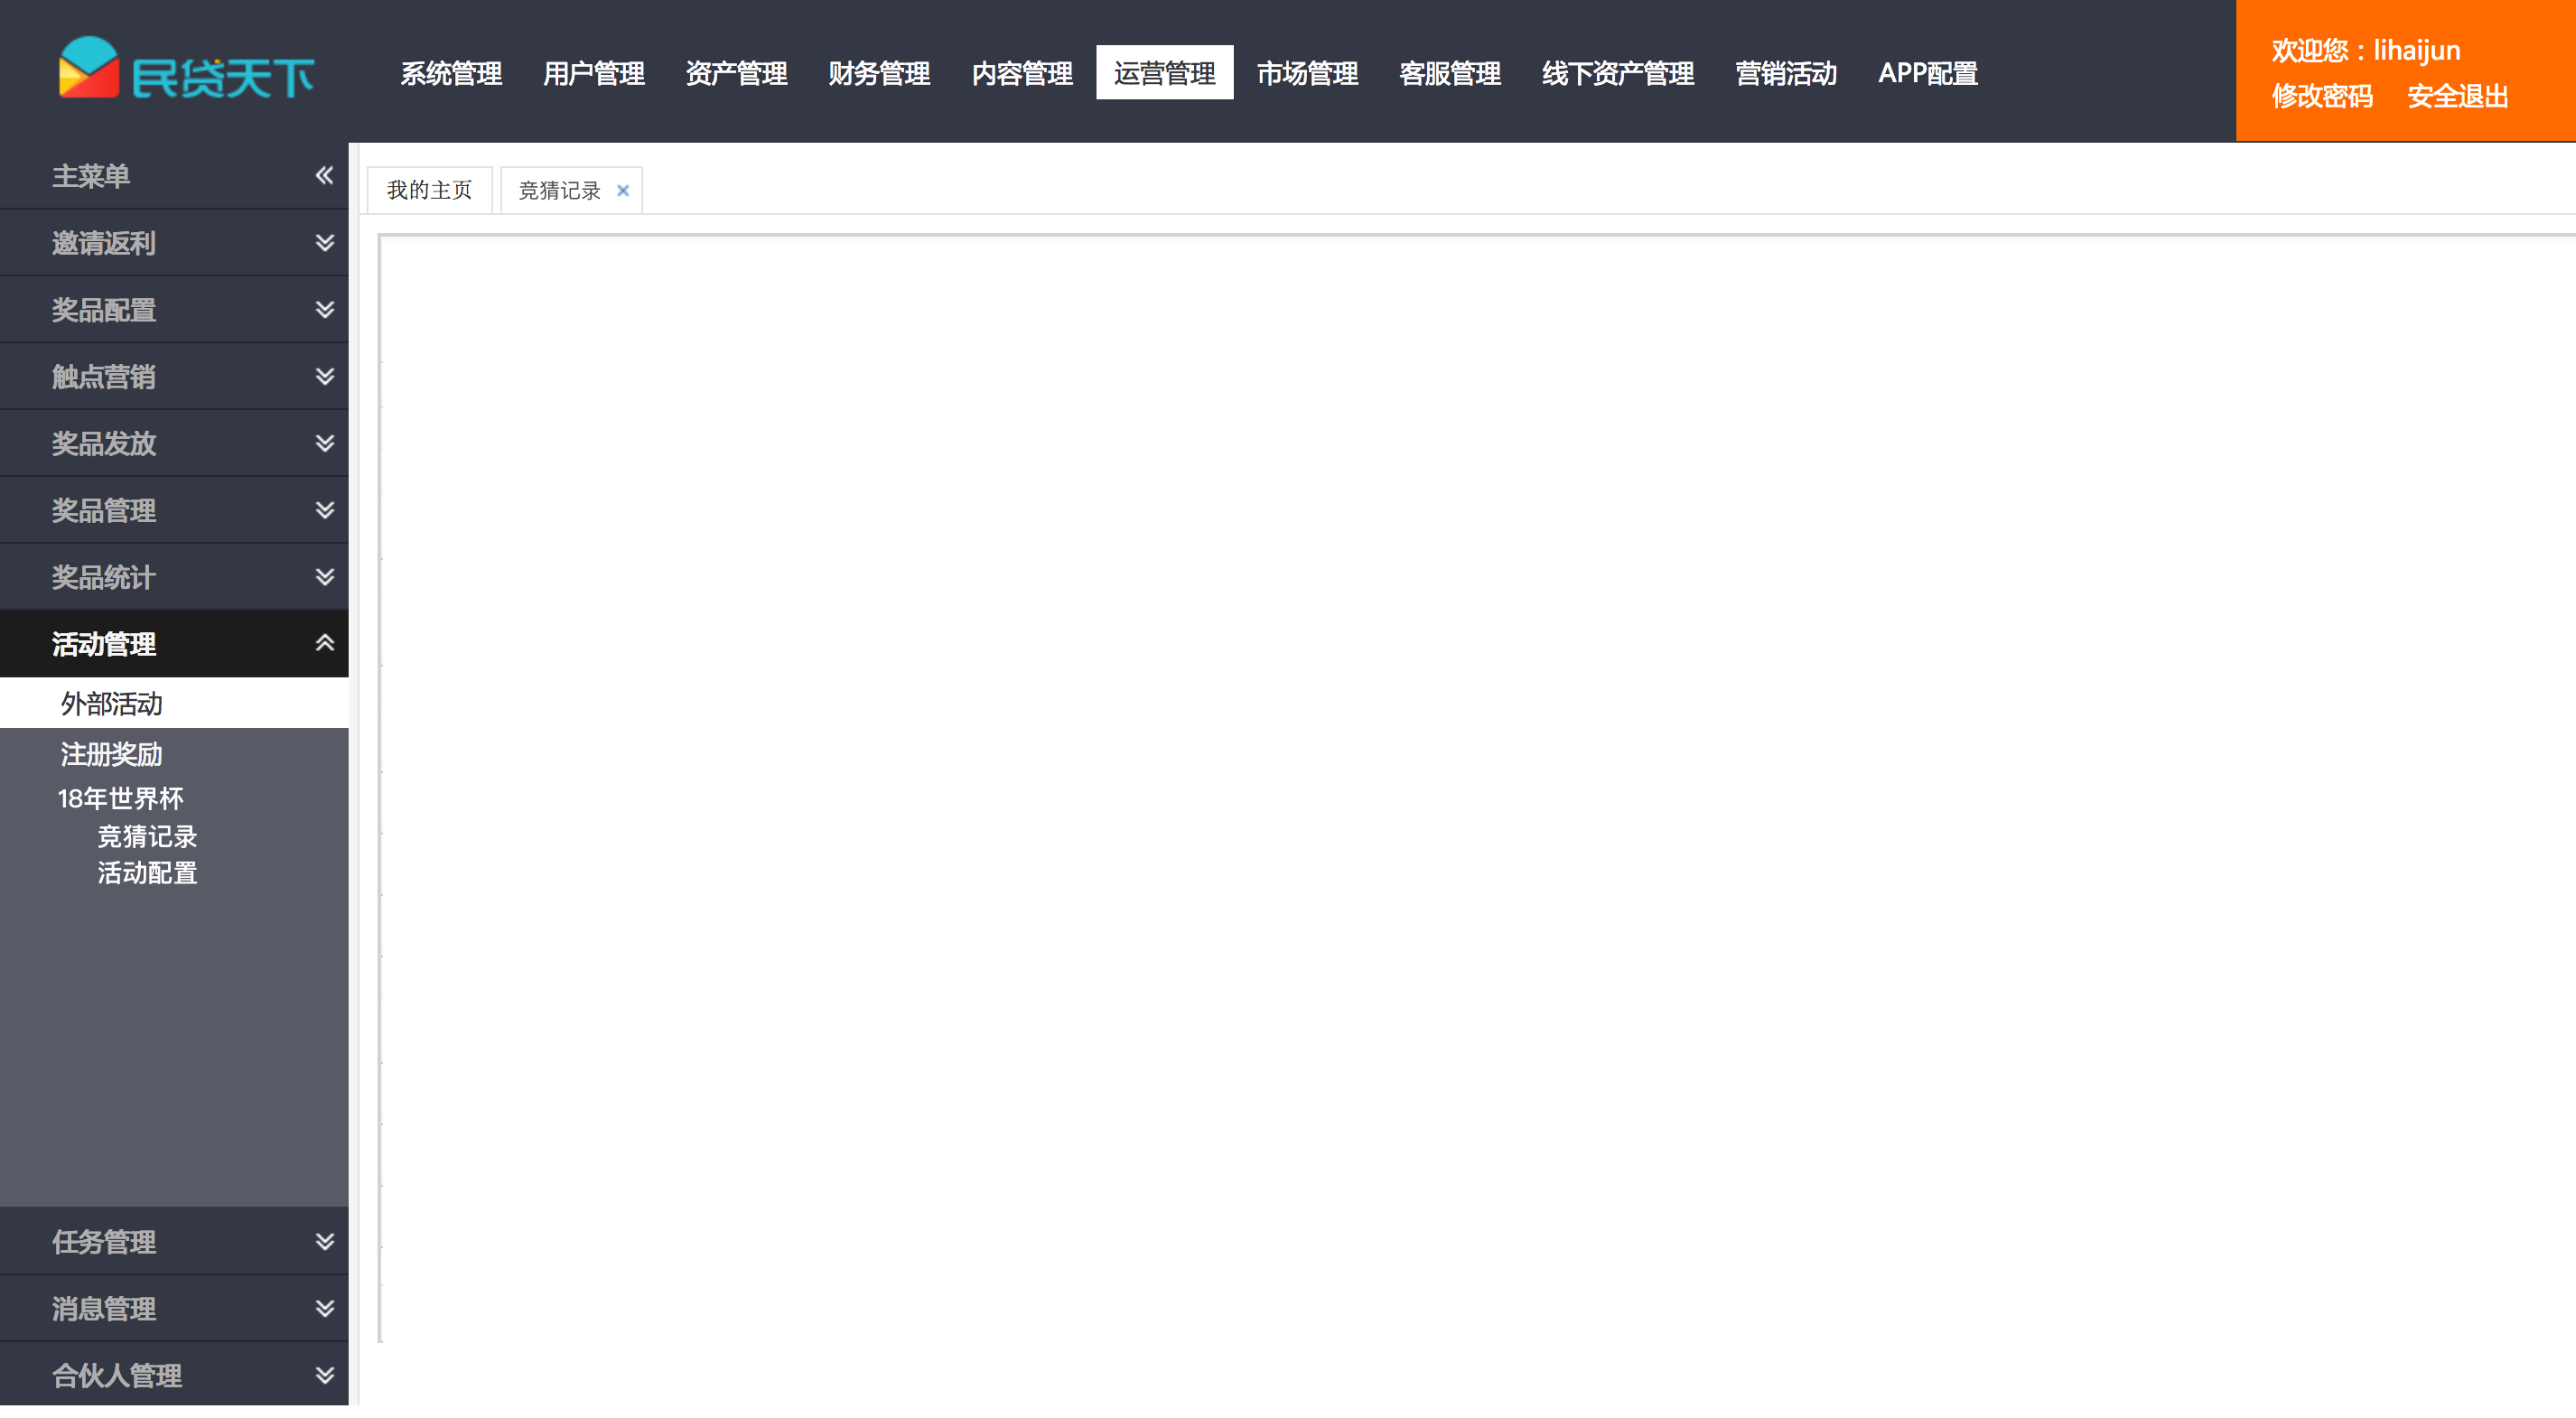 民贷天下
系统管理 用户管理 资产管理 财务管理 内容管理 运营管理 市场管理 客服管理 线下资产管理 营销活动 APP配置
欢迎您：lihaijun
修改密码 安全退出
主菜单
我的主页 竞猜记录
邀请返利
奖品配置
触点营销
奖品发放
奖品管理
奖品统计
活动管理
外部活动
注册奖励
18年世界杯
竞猜记录
活动配置
任务管理
消息管理
合伙人管理